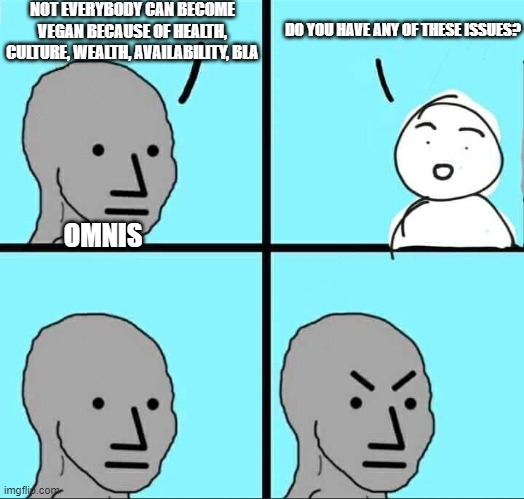 NOT EVERYBODY CAN BECOME
VEGAN BECAUSE OF HEALTH,
CULTURE, WEALTH, AVAILABILITY, BLA
DO YOU HAVE ANY OF THESE ISSUES?
OMNIS
imgflip.com